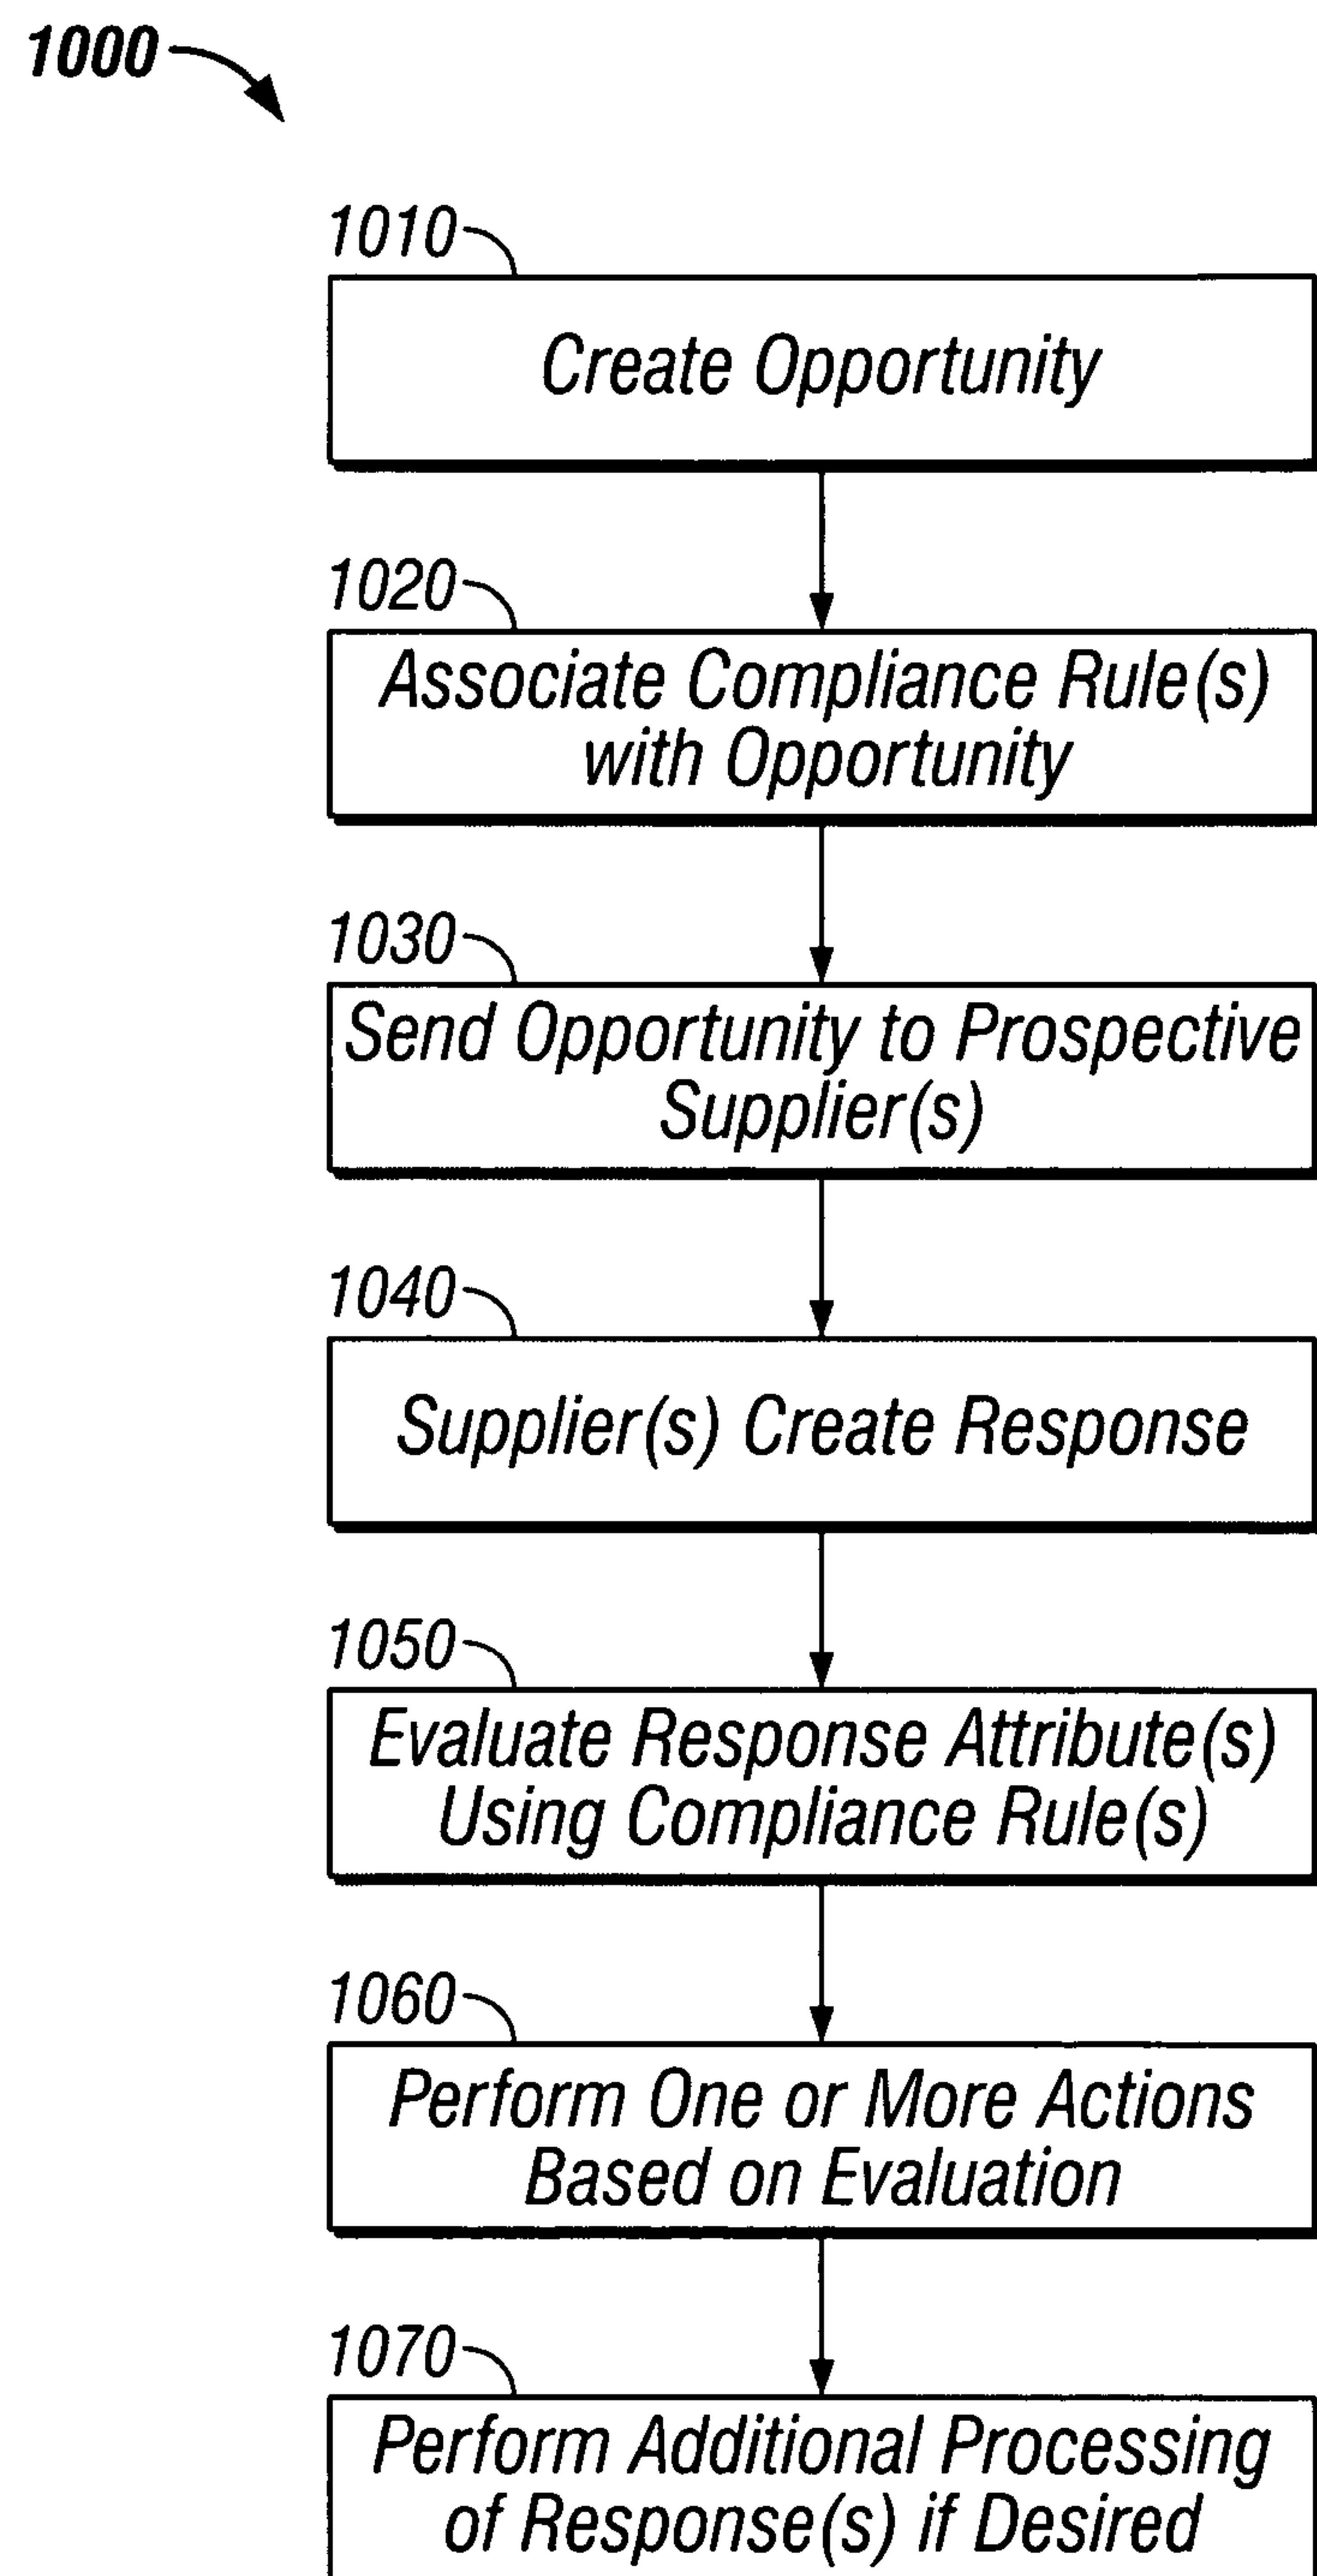 1000
1010
Create Opportunity
1020
Associate Compliance Rule(s)
with Opportunity
1030
Send Opportunity to Prospective
Supplier(s)
1040
Supplier(s) Create Response
1050
Evaluate Response Attribute(s)
Using Compliance Rule(s)
1060
Perform One or More Actions
Based on Evaluation
1070
Perform Additional Processing
of Response(s) if Desired